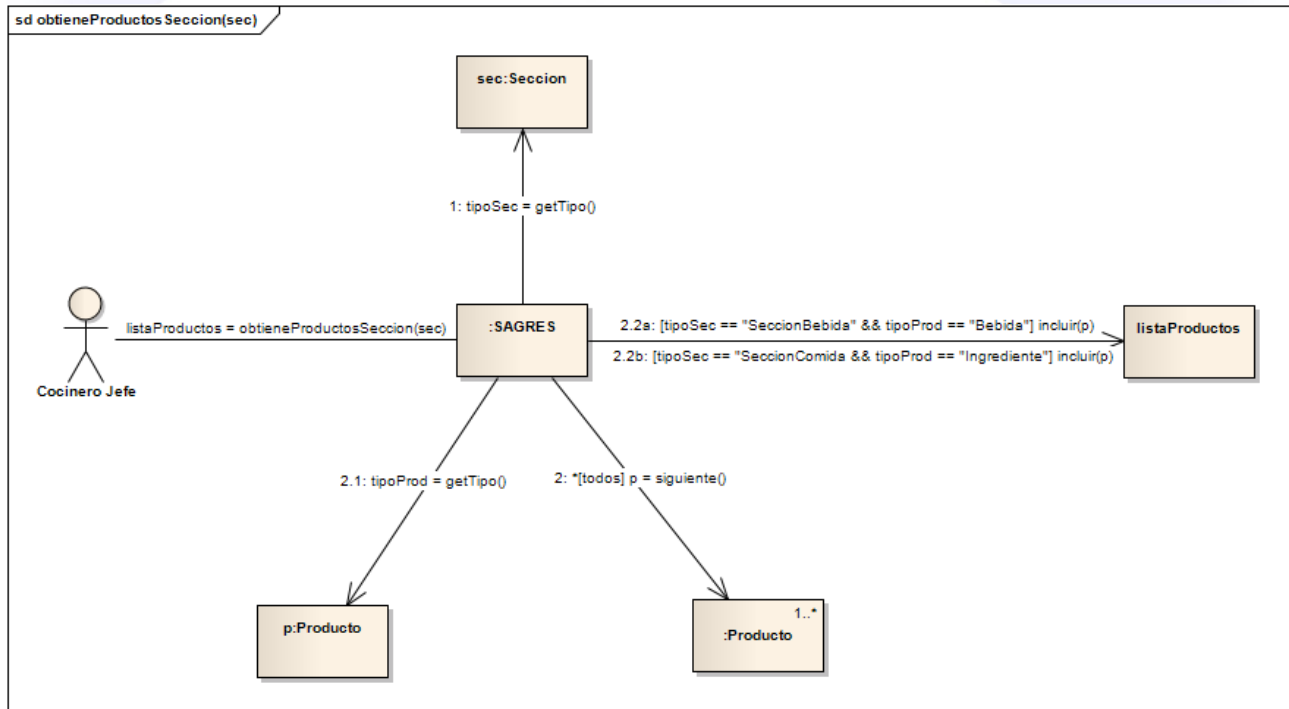 sd obtieneProductosSeccion(sec)
sec:Seccion
1: tipoSec = getTipo()
listaProductos = obtieneProductosSeccion(sec)
:SAGRES
2.2a: [tipoSec == "SeccionBebida" && tipoProd == "Bebida"] incluir(p)
2.2b: [tipoSec == "SeccionComida && tipoProd == "Ingrediente"] incluir(p)
listaProductos
Cocinero Jefe
2.1: tipoProd = getTipo()
2: *[todos] p = siguiente()
p:Producto
1..*
:Producto